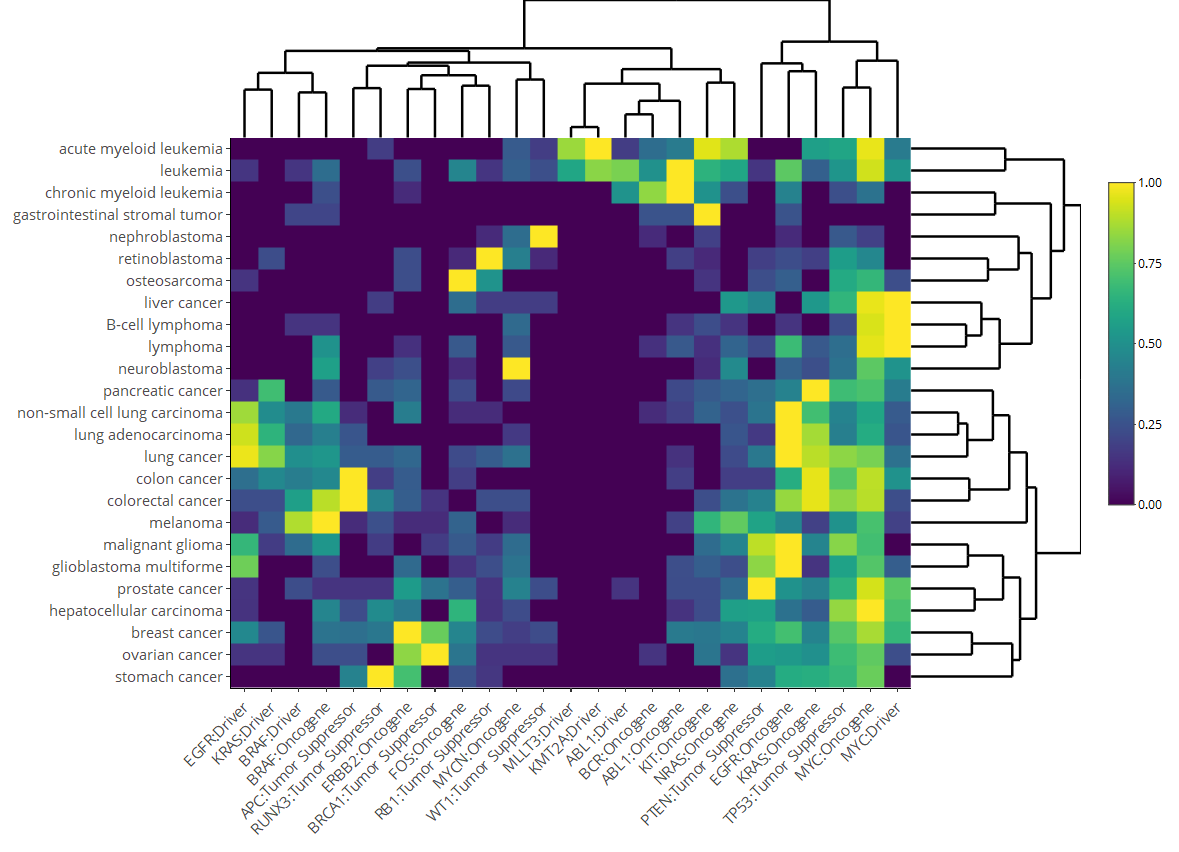 acute myeloid leukemia
leukemia
chronic myeloid leukemia
gastrointestinal stromal tumor
nephroblastoma
retinoblastoma
osteosarcoma
liver cancer
B-cell lymphoma
lymphoma
neuroblastoma
pancreatic cancer
non-small cell lung carcinoma
lung adenocarcinoma
lung cancer
colon cancer
colorectal cancer
melanoma
malignant glioma
glioblastoma multiforme
prostate cancer
hepatocellular carcinoma
breast cancer
ovarian cancer
stomach cancer
EGFR:Driver
KRAS:Driver
BRAF:Driver
BRAF:Oncogene
APC:Tumor Suppressor
RUNX3:Tumor Suppressor
ERBB2:Oncogene
BRCA1:Tumor Suppressor
FOS:Oncogene
RB1:Tumor Suppressor
MYCN:Oncogene
WT1:Tumor Suppressor
MLLT3:Driver
KMT2A:Driver
ABL1:Driver
BCR:Oncogene
ABL1:Oncogene
KIT:Oncogene
NRAS:Oncogene
PTEN:Tumor Suppressor
EGFR:Oncogene
KRAS:Oncogene
TP53:Tumor Suppressor
MYC:Oncogene
MYC:Driver
1.00
0.75
0.50
0.25
0.00